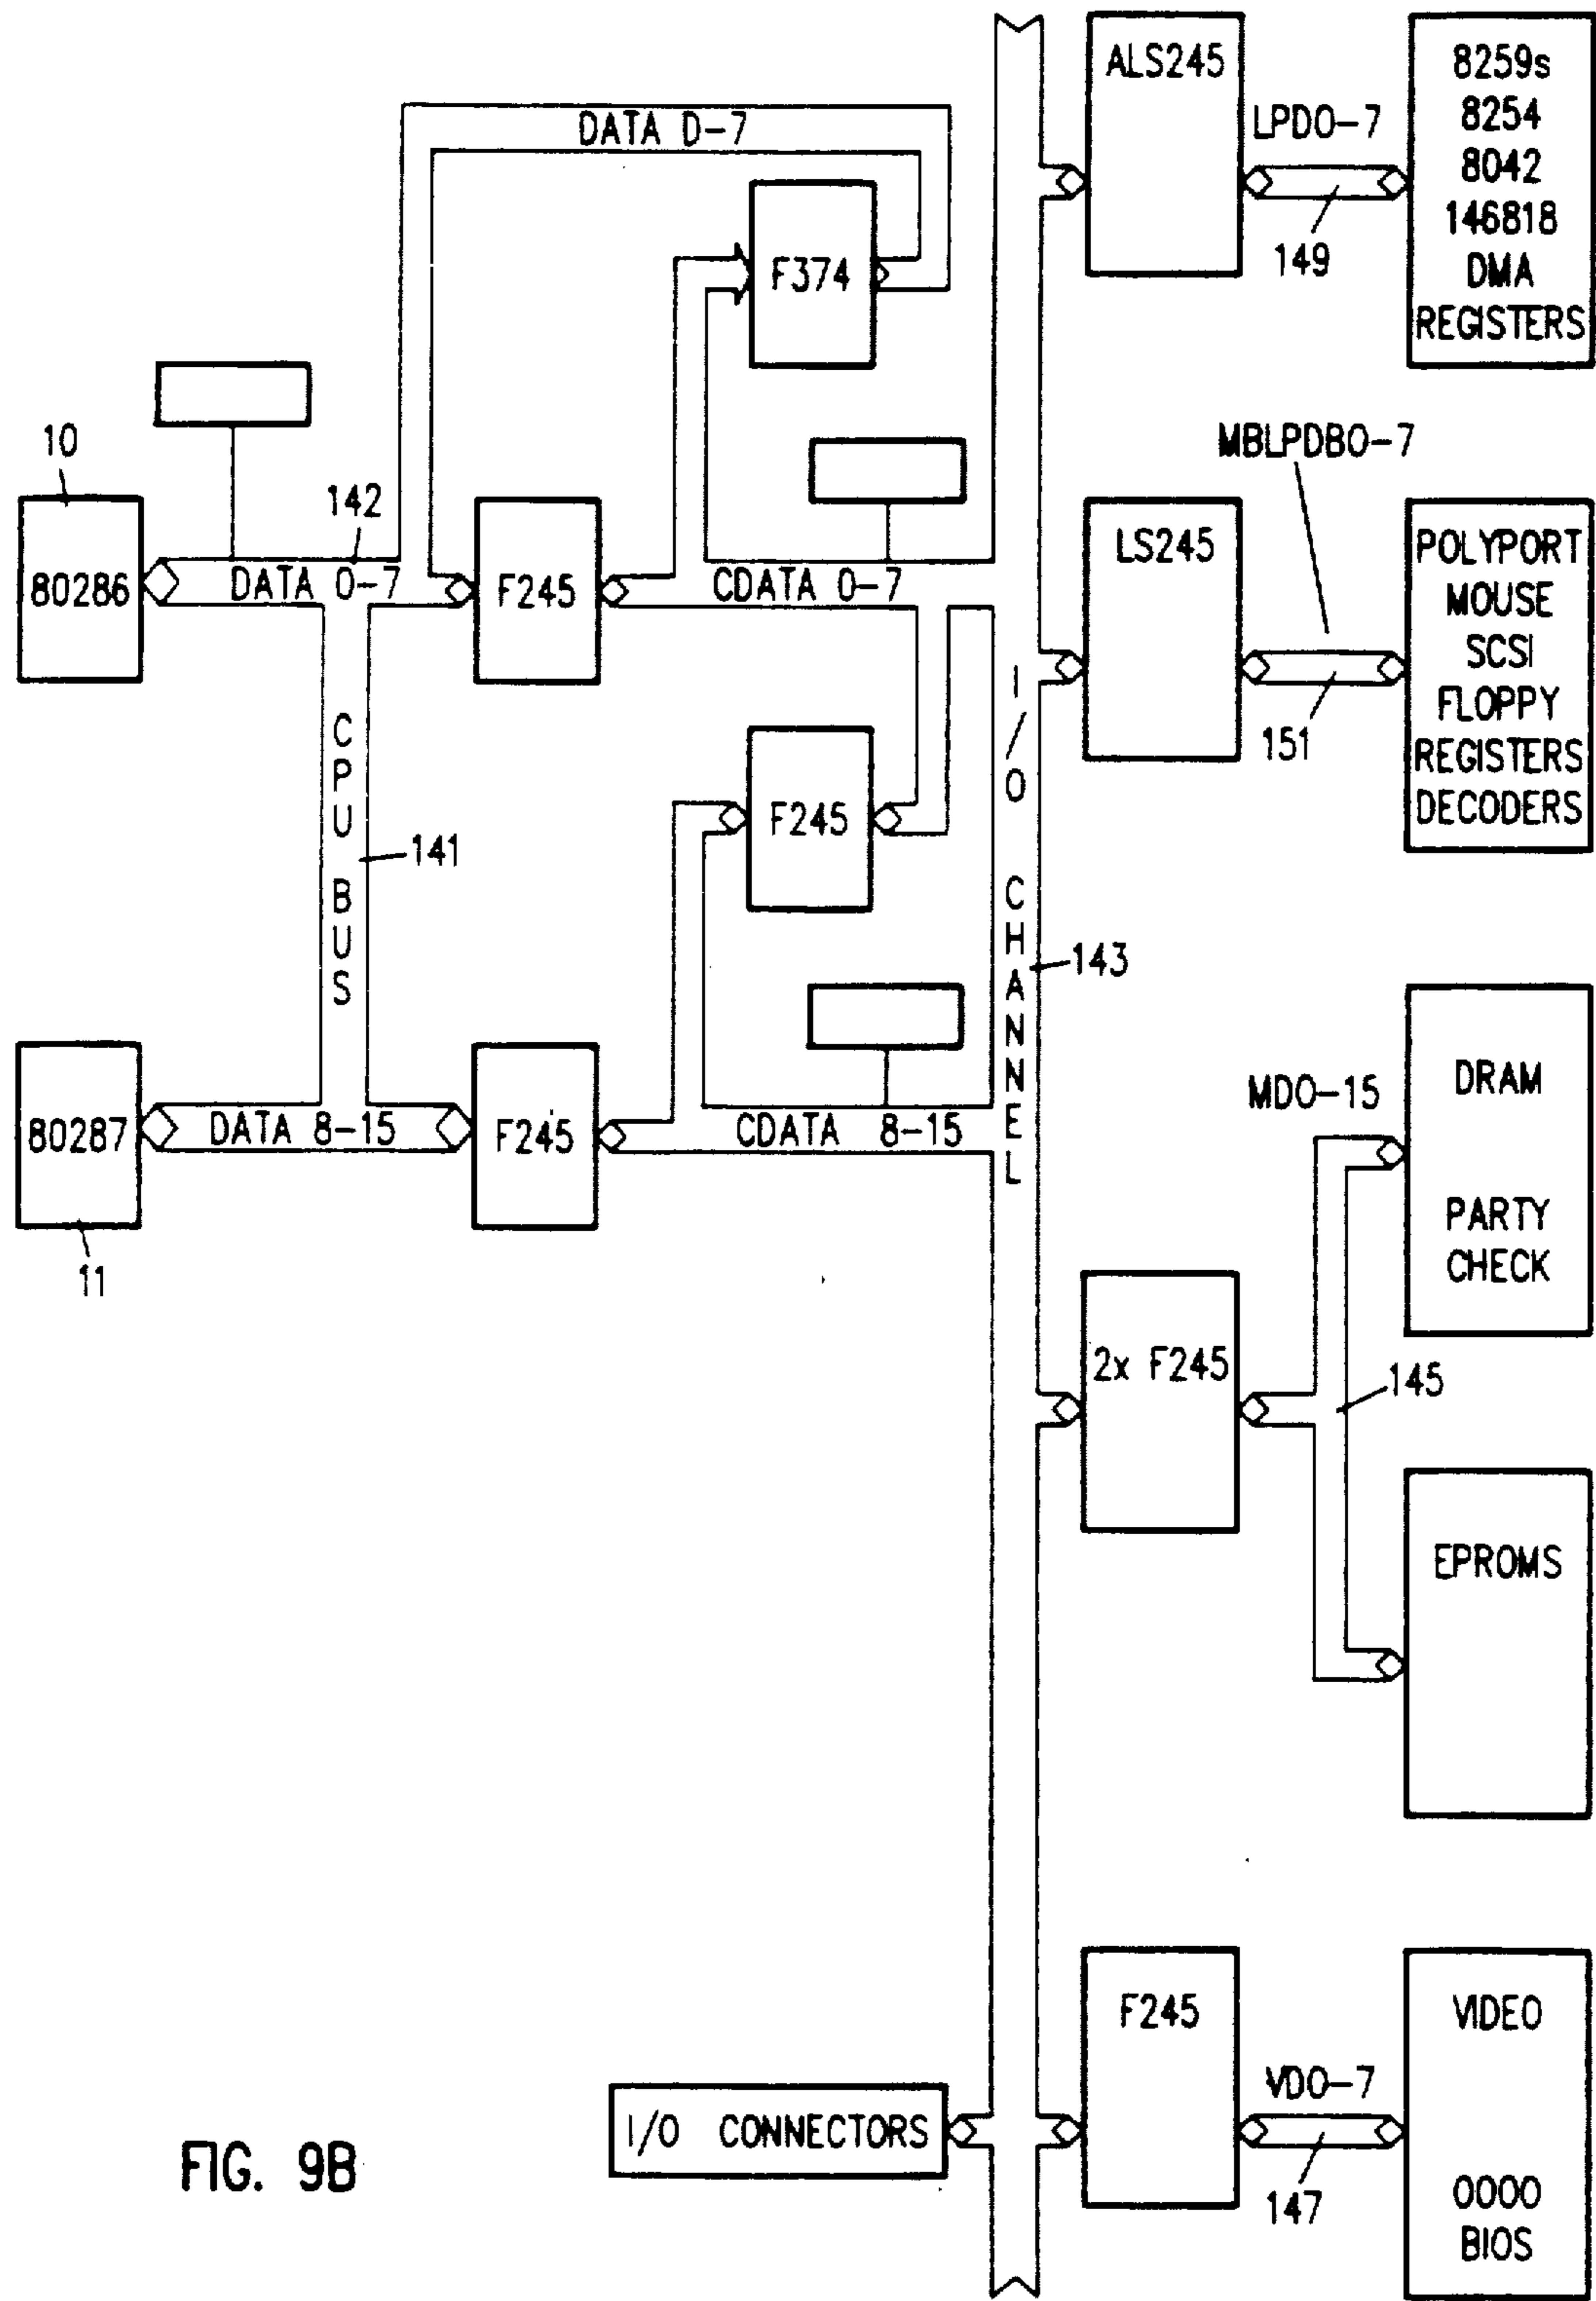 ALS245
LPD0-7
149
8259s
8254
8042
146818
DMA
REGISTERS
DATA D-7
F374
10
142
80286
DATA 0-7
F245
CDATA 0-7
MBLPDB0-7
LS245
151
POLYPORT
MOUSE
SCSI
FLOPPY
REGISTERS
DECODERS
CPU BUS
141
F245
I/O CHANNEL
143
80287
DATA 8-15
F245
CDATA 8-15
11
MD0-15
DRAM
PARTY
CHECK
2x F245
145
EPROMS
F245
VD0-7
147
VIDEO
0000
BIOS
I/O CONNECTORS
FIG. 9B